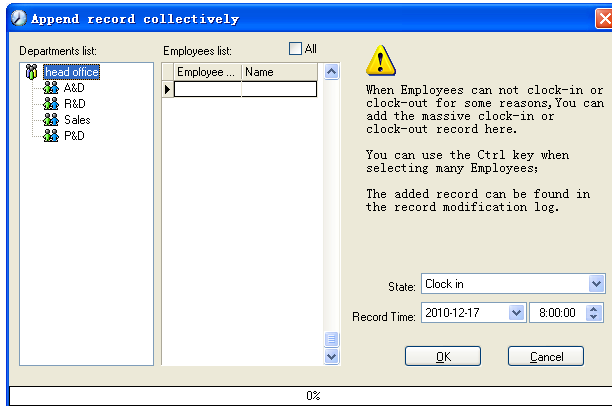 Append record collectively
Departments list:
head office
A&D
R&D
Sales
P&D
Employees list:
All
Employee ... Name
When Employees can not clock-in or
clock-out for some reasons,You can
add the massive clock-in or
clock-out record here.
You can use the Ctrl key when
selecting many Employees;
The added record can be found in
the record modification log.
State: Clock in
Record Time: 2010-12-17 8:00:00
OK Cancel
0%